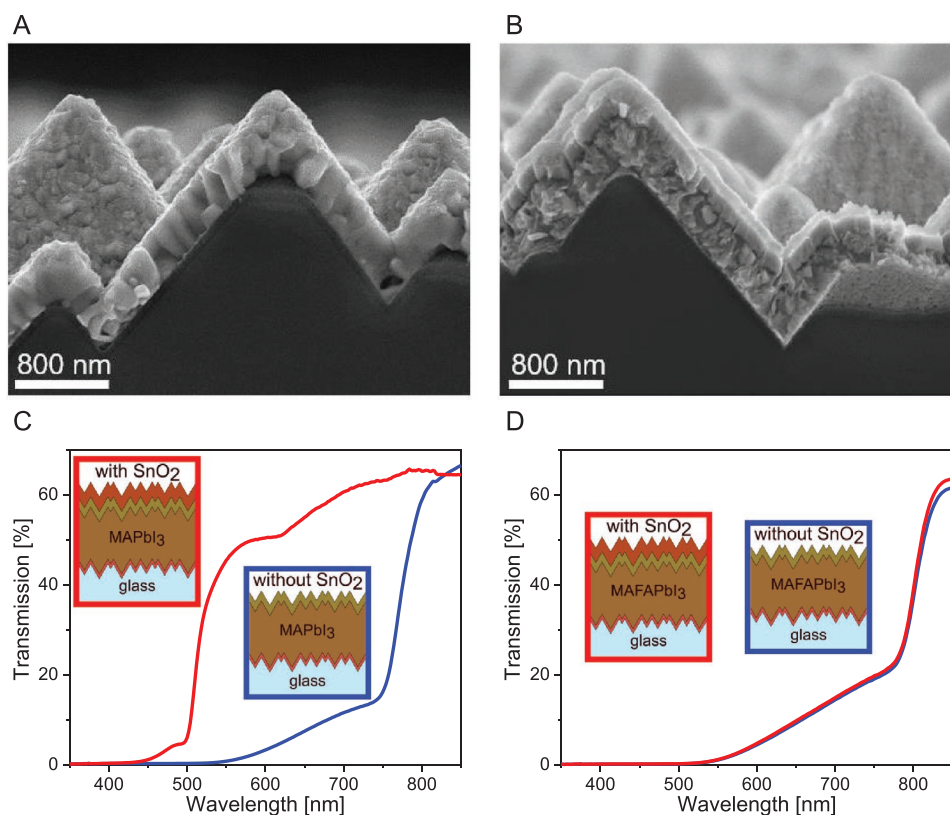 A
B
800 nm
800 nm
C
D
Transmission [%]
60
40
20
0
with SnO2
MAPbI3
glass
without SnO2
MAPbI3
glass
400
500
600
700
800
Wavelength [nm]
Transmission [%]
60
40
20
0
with SnO2
MAFAPbI3
glass
without SnO2
MAFAPbI3
glass
400
500
600
700
800
Wavelength [nm]